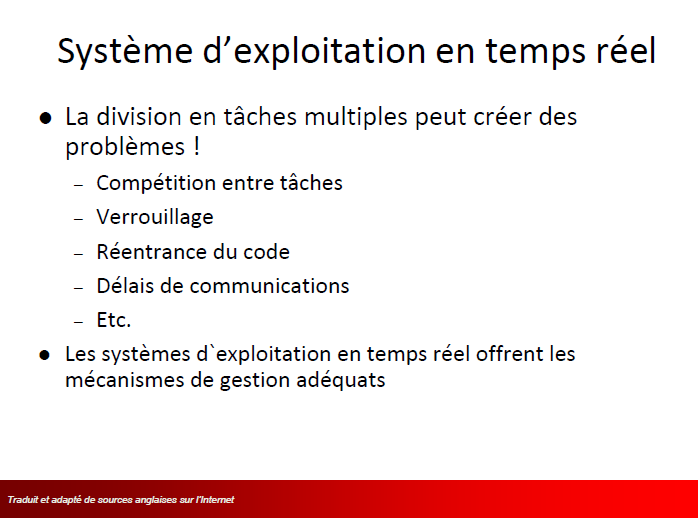 Système d’exploitation en temps réel
● La division en tâches multiples peut créer des
problèmes !
– Compétition entre tâches
– Verrouillage
– Réentrance du code
– Délais de communications
– Etc.
● Les systèmes d`exploitation en temps réel offrent les
mécanismes de gestion adéquats
Traduit et adapté de sources anglaises sur l'Internet